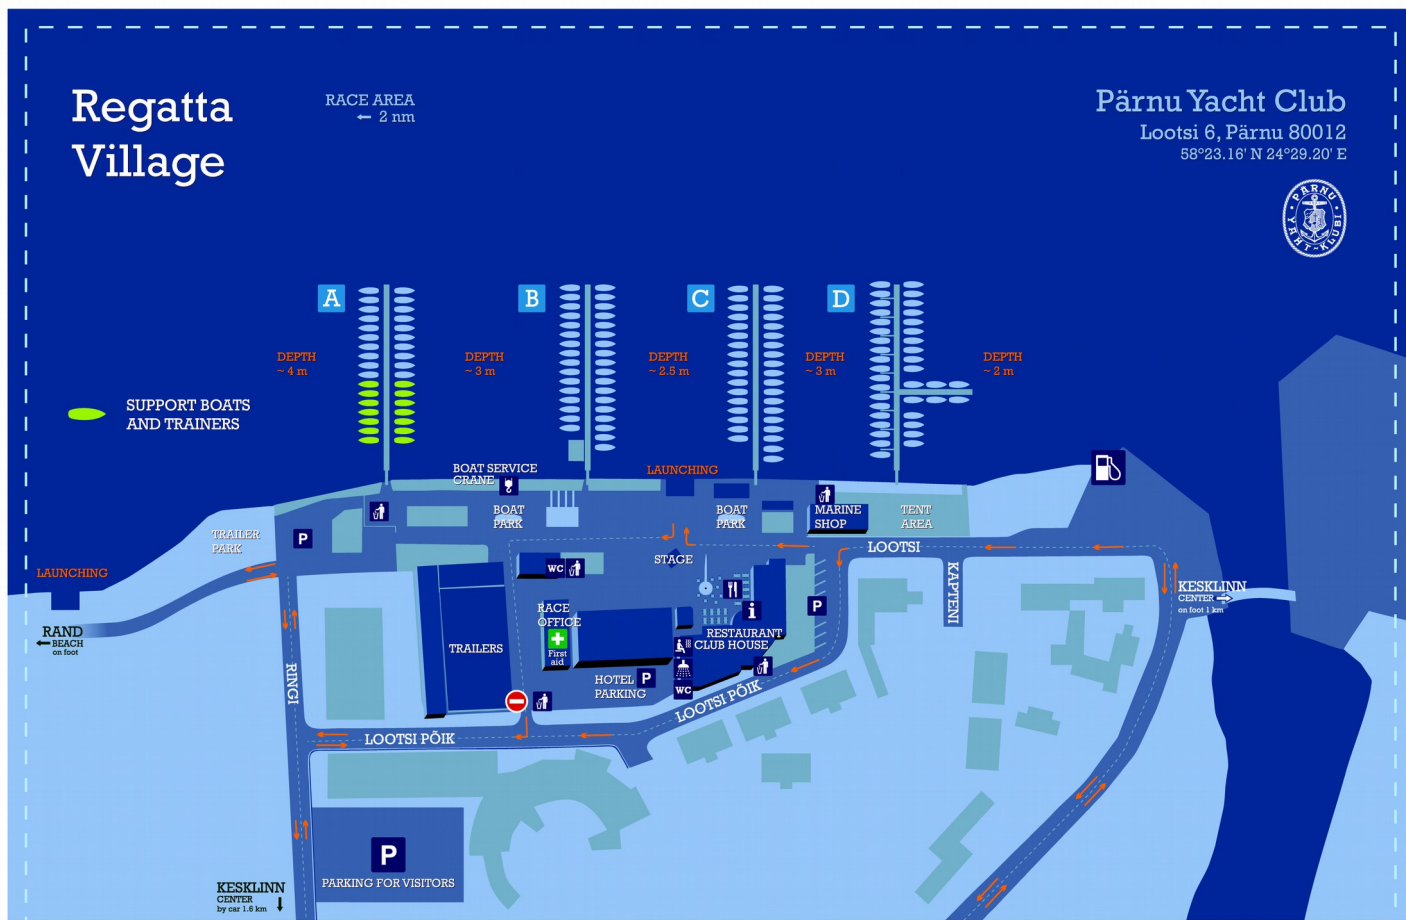 Regatta
Village
RACE AREA
← 2 nm
Pärnu Yacht Club
Lootsi 6, Pärnu 80012
58°23.16' N 24°29.20' E
PÄRNU
YAHT-KLUBI
A
B
C
D
DEPTH
~ 4 m
DEPTH
~ 3 m
DEPTH
~ 2.5 m
DEPTH
~ 3 m
DEPTH
~ 2 m
SUPPORT BOATS
AND TRAINERS
BOAT SERVICE
CRANE
LAUNCHING
BOAT
PARK
BOAT
PARK
MARINE
SHOP
TENT
AREA
TRAILER
PARK
P
LAUNCHING
STAGE
LOOTSI
KAPTENI
KESKLINN
CENTER →
on foot 1 km
WC
RAND
← BEACH
on foot
RACE
OFFICE
First
aid
i
P
RESTAURANT
CLUB HOUSE
TRAILERS
HOTEL
PARKING
P
WC
RINGI
LOOTSI PÕIK
LOOTSI PÕIK
P
PARKING FOR VISITORS
KESKLINN
CENTER
by car 1.6 km ↓